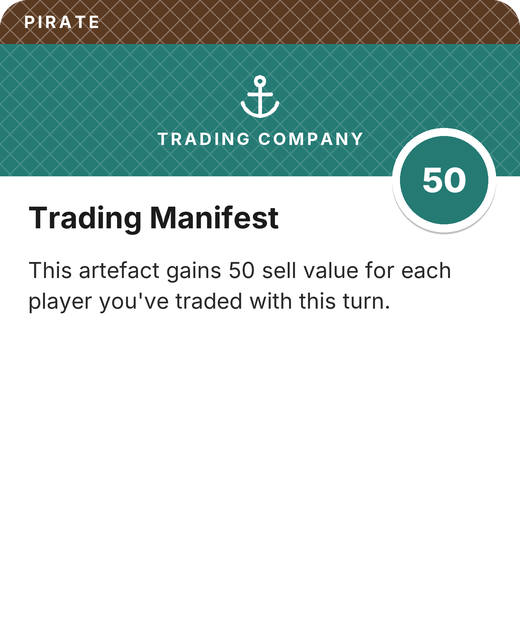 PIRATE
TRADING COMPANY
50
Trading Manifest
This artefact gains 50 sell value for each
player you've traded with this turn.